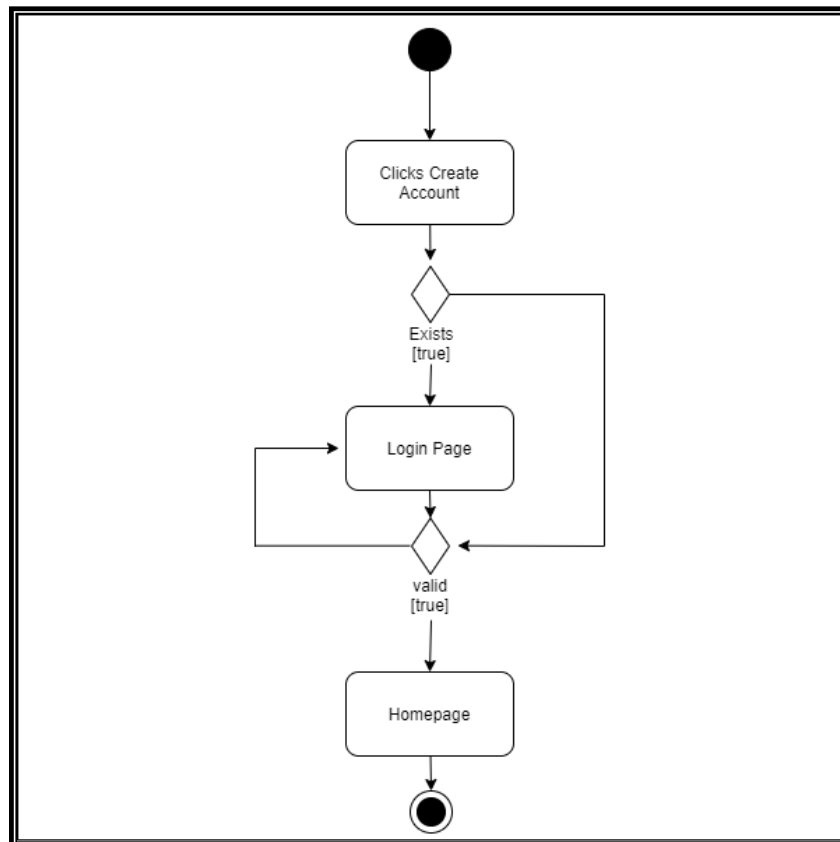 Clicks Create
Account
Exists
[true]
Login Page
valid
[true]
Homepage